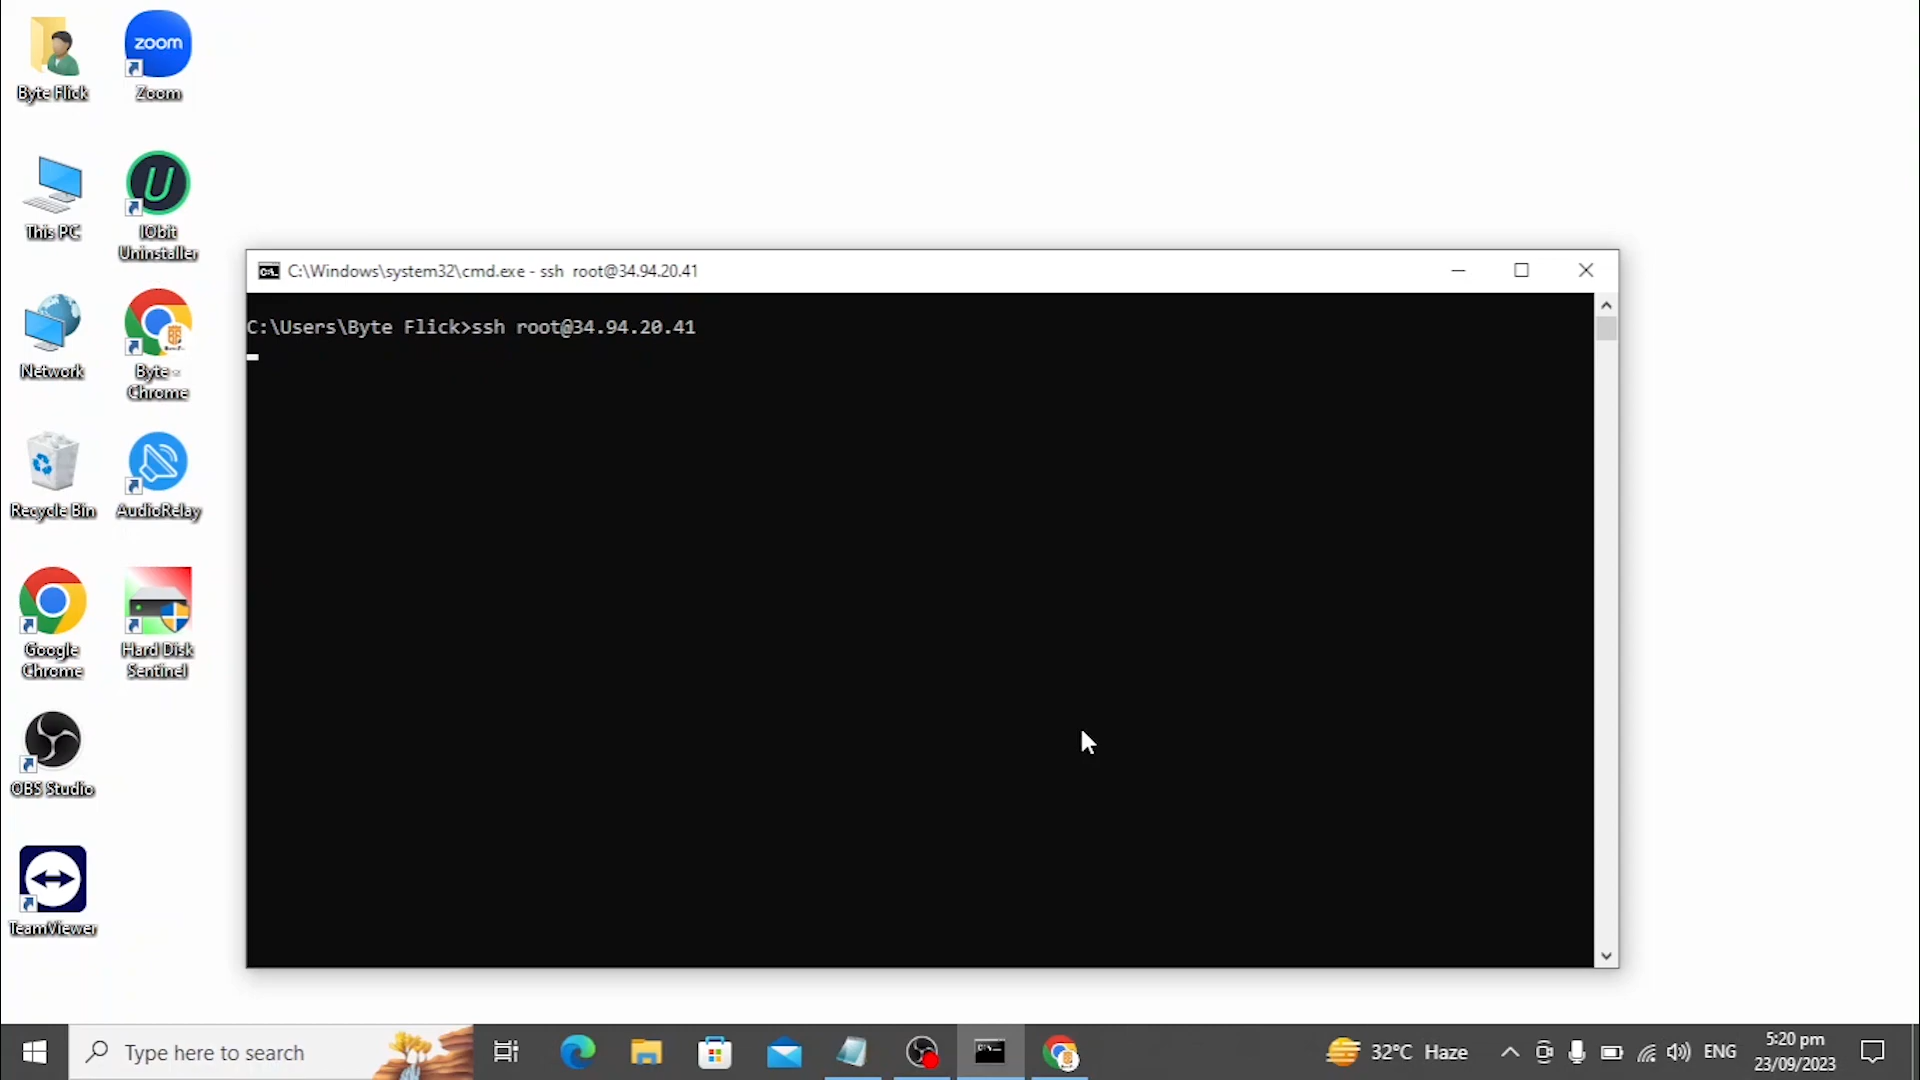 Byte Flick
zoom
Zoom
This PC
IObit
Uninstaller
Network
Byte -
Chrome
Recycle Bin
AudioRelay
Google
Chrome
Hard Disk
Sentinel
OBS Studio
TeamViewer
C:\Windows\system32\cmd.exe - ssh  root@34.94.20.41
C:\Users\Byte Flick>ssh root@34.94.20.41
Type here to search
32°C Haze
ENG
5:20 pm
23/09/2023